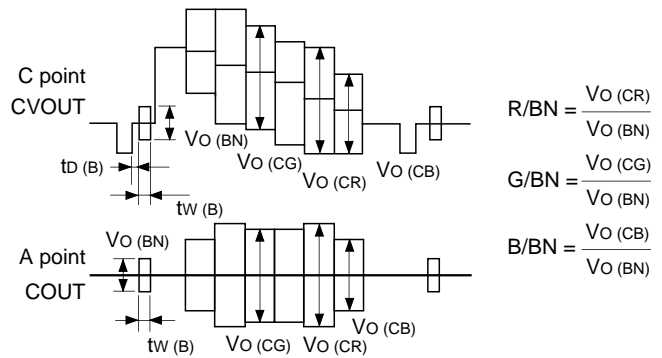 C point
CVOUT
VO (BN)
tD (B)
tW (B)
VO (CG)
VO (CR)
VO (CB)
R/BN = VO (CR)
VO (BN)
G/BN = VO (CG)
VO (BN)
B/BN = VO (CB)
VO (BN)
VO (BN)
A point
COUT
tW (B)
VO (CG)
VO (CR)
VO (CB)